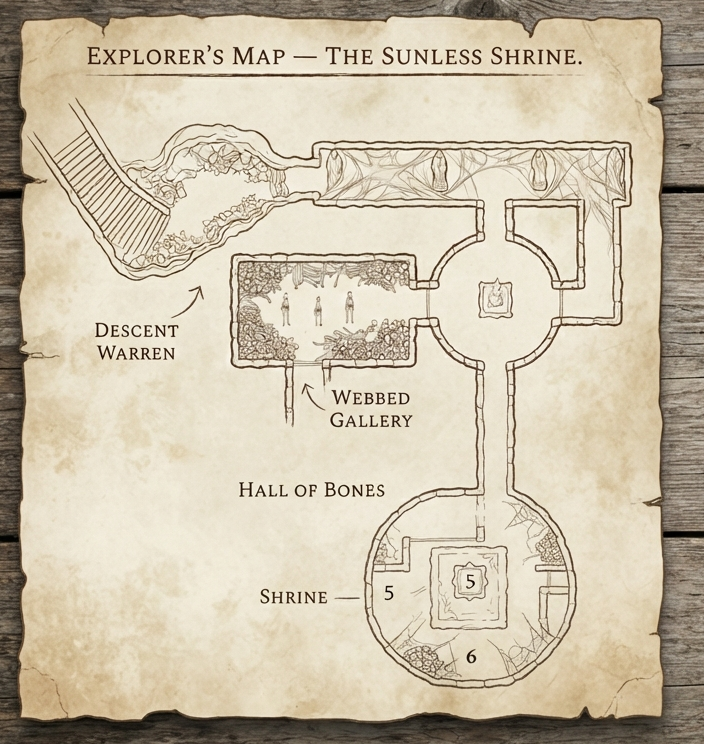 Explorer's Map — The Sunless Shrine.
Descent
Warren
Webbed
Gallery
Hall of Bones
Shrine
5
5
6